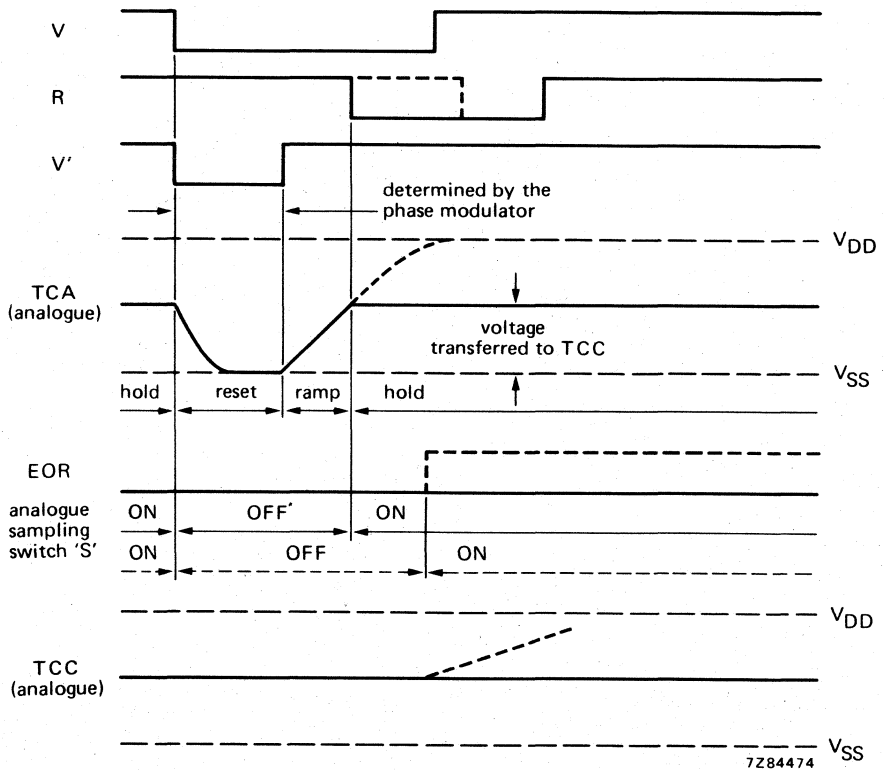 V
R
V'
determined by the
phase modulator
VDD
TCA
(analogue)
voltage
transferred to TCC
VSS
hold reset ramp hold
EOR
analogue ON OFF' ON
sampling
switch 'S' ON OFF ON
VDD
TCC
(analogue)
VSS
7Z84474